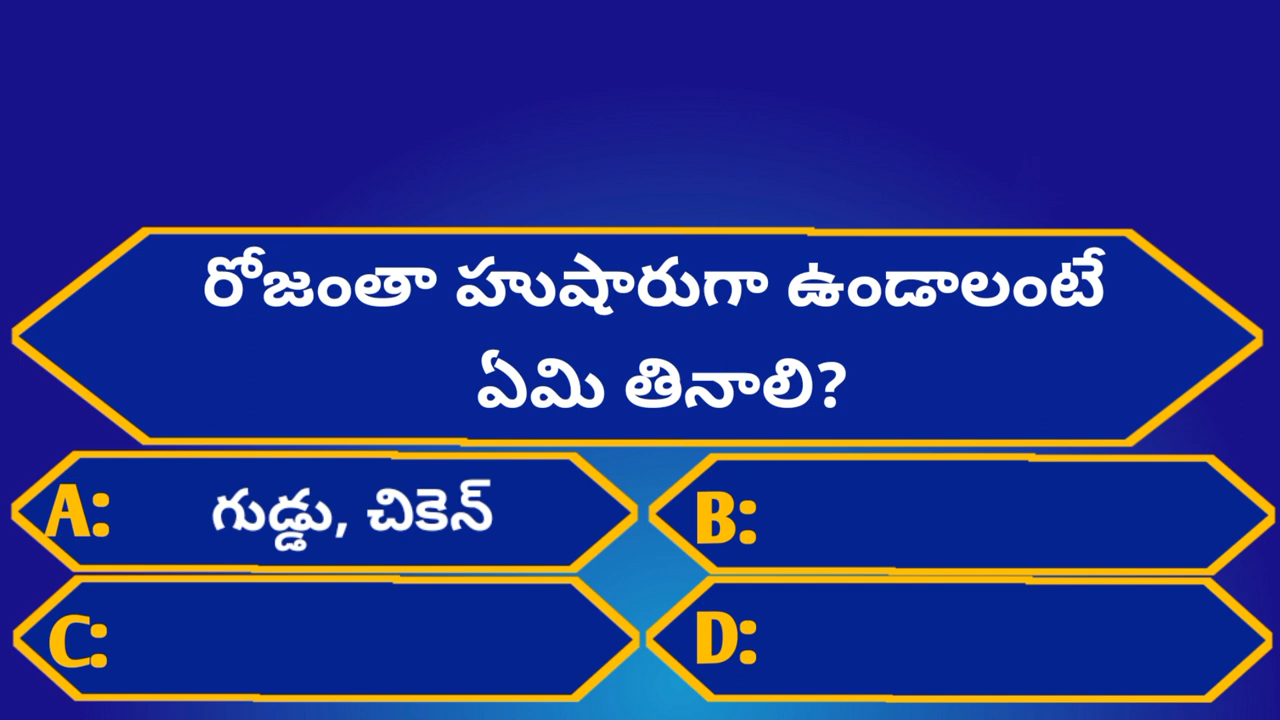 రోజంతా హుషారుగా ఉండాలంటే
ఏమి తినాలి?
A: గుడ్డు, చికెన్
B:
C:
D: